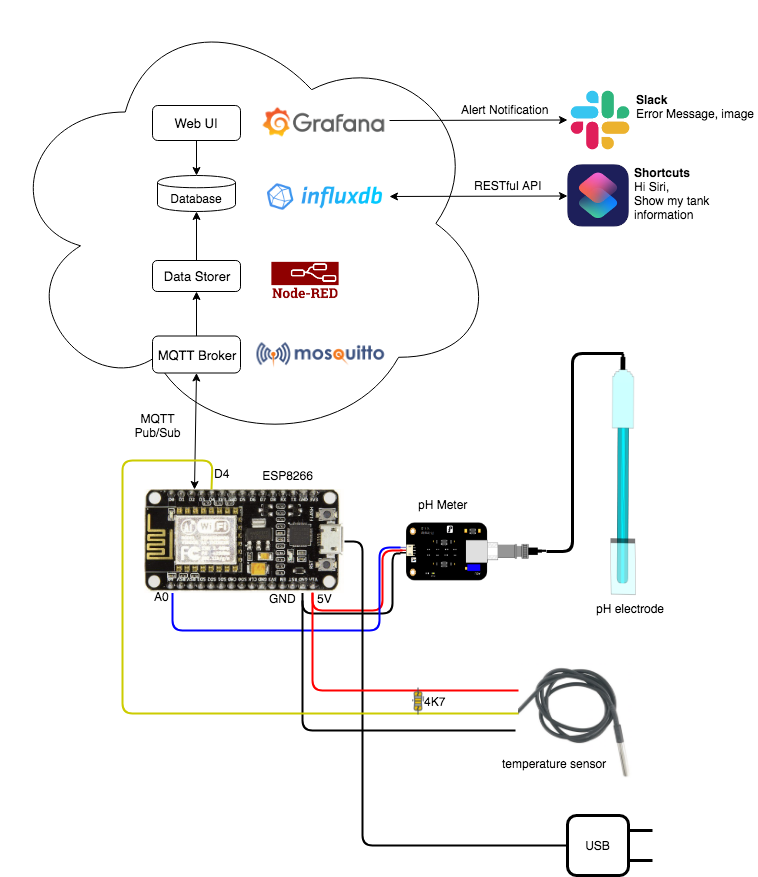 Web UI
Grafana
Alert Notification
Slack
Error Message, image
Database
influxdb
RESTful API
Shortcuts
Hi Siri,
Show my tank
information
Data Storer
Node-RED
MQTT Broker
mosquitto
MQTT
Pub/Sub
D4
ESP8266
pH Meter
Wi Fi
A0
GND
5V
pH electrode
4K7
temperature sensor
USB